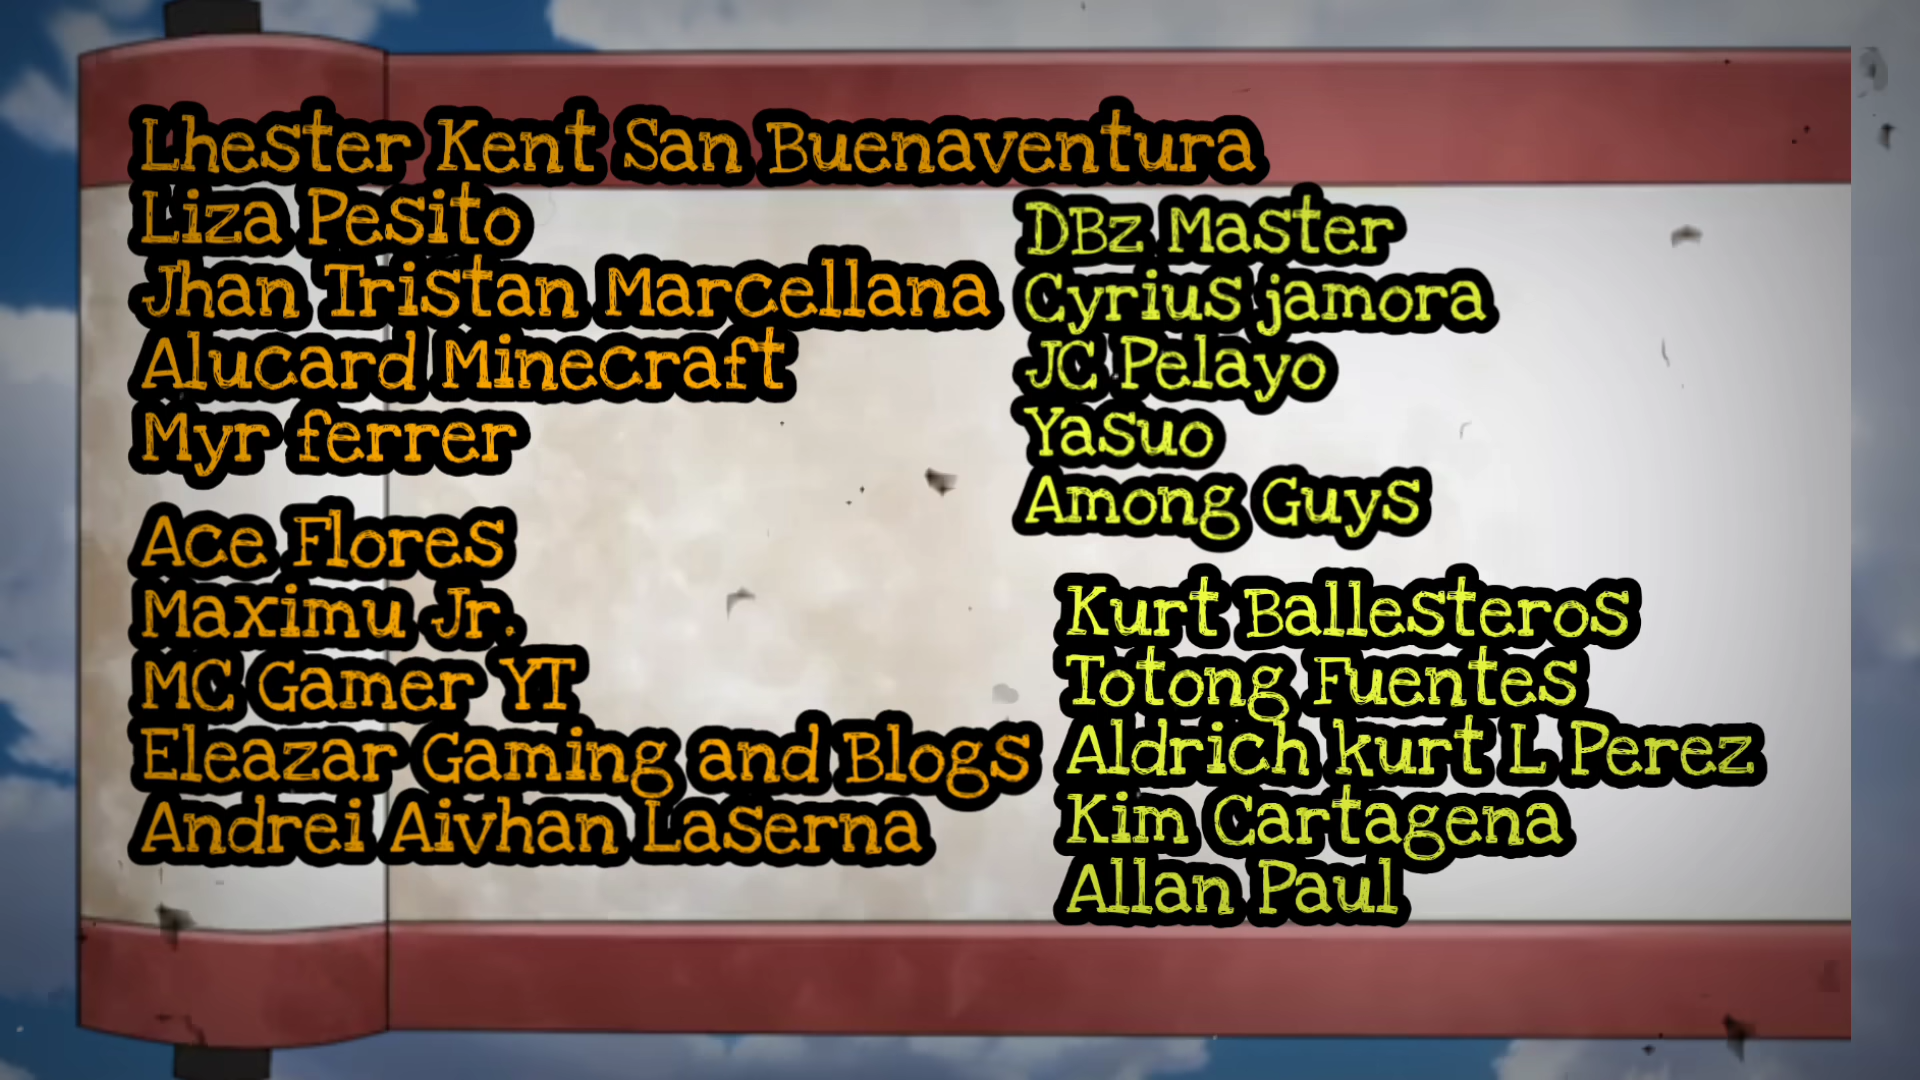 Lhester Kent San Buenaventura
Liza Pesito
Jhan Tristan Marcellana
Alucard Minecraft
Myr ferrer
Ace Flores
Maximu Jr.
MC Gamer YT
Eleazar Gaming and Blogs
Andrei Aivhan Laserna
DBz Master
Cyrius jamora
JC Pelayo
Yasuo
Among Guys
Kurt Ballesteros
Totong Fuentes
Aldrich kurt L Perez
Kim Cartagena
Allan Paul